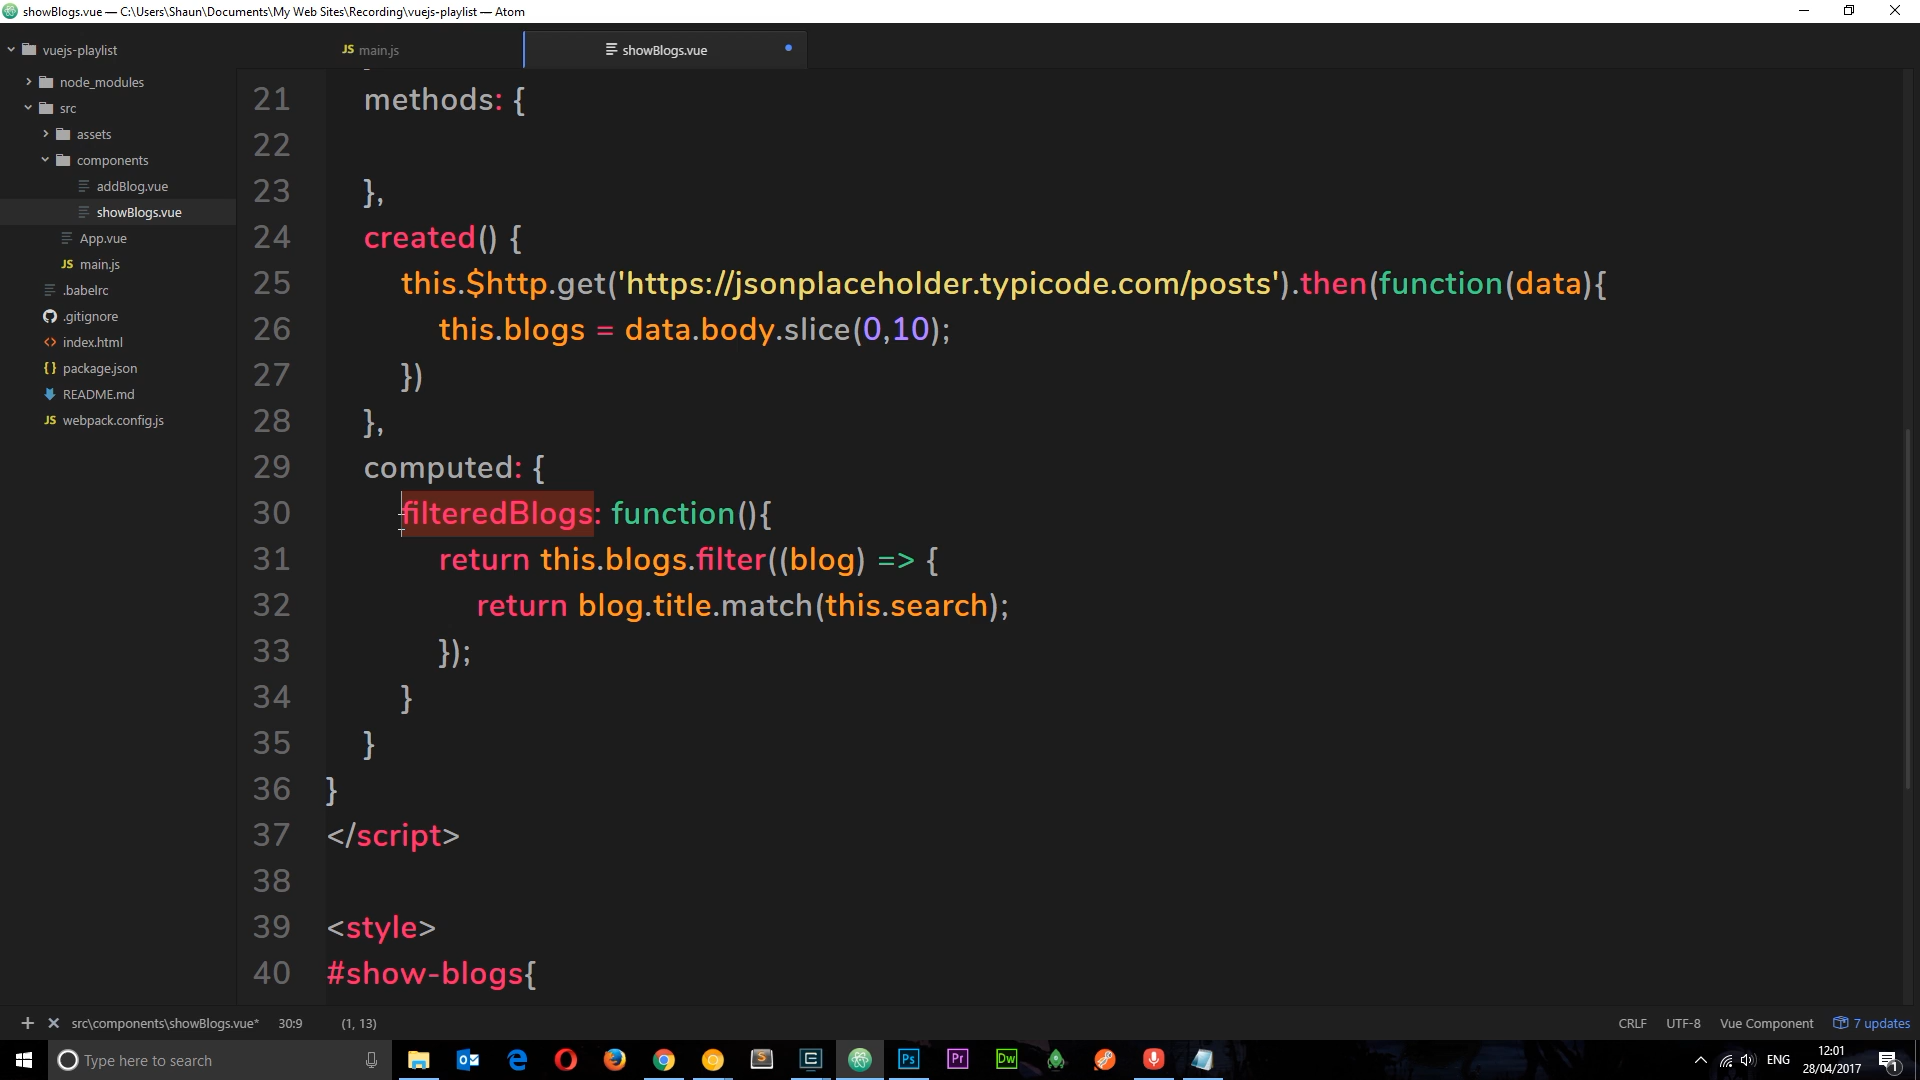 showBlogs.vue — C:\Users\Shaun\Documents\My Web Sites\Recording\vuejs-playlist — Atom
vuejs-playlist
node_modules
src
assets
components
addBlog.vue
showBlogs.vue
App.vue
JS main.js
.babelrc
.gitignore
index.html
package.json
README.md
JS webpack.config.js
JS main.js
showBlogs.vue
21 methods: {
22
23 },
24 created() {
25 this.$http.get('https://jsonplaceholder.typicode.com/posts').then(function(data){
26 this.blogs = data.body.slice(0,10);
27 })
28 },
29 computed: {
30 filteredBlogs: function(){
31 return this.blogs.filter((blog) => {
32 return blog.title.match(this.search);
33 });
34 }
35 }
36 }
37 </script>
38
39 <style>
40 #show-blogs{
src\components\showBlogs.vue* 30:9 (1, 13)
CRLF UTF-8 Vue Component 7 updates
Type here to search
ENG
12:01
28/04/2017
1